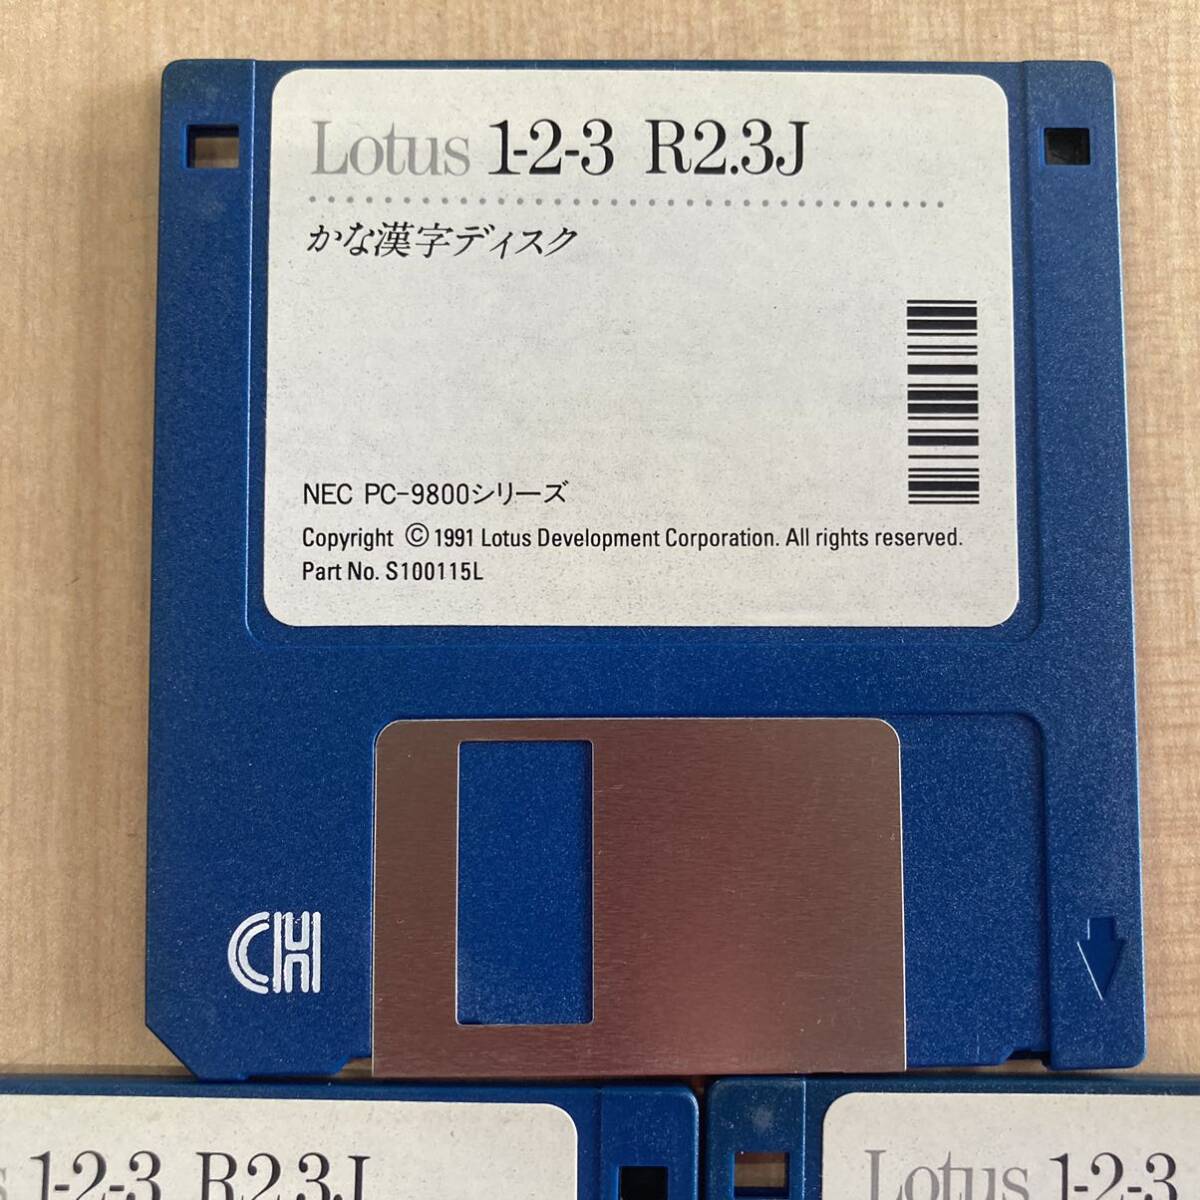 Lotus 1-2-3 R2.3J
かな漢字ディスク
NEC PC-9800シリーズ
Copyright © 1991 Lotus Development Corporation. All rights reserved.
Part No. S100115L
CH
1-2-3 R2.3J
Lotus 1-2-3